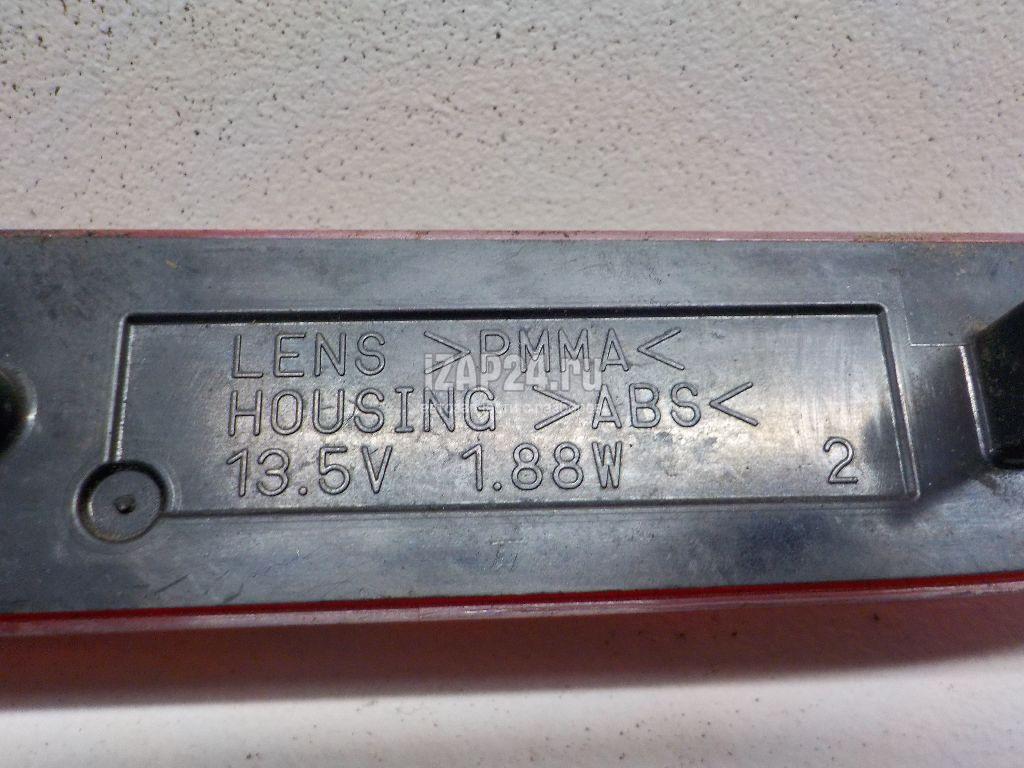 LENS >PMMA<
iZAP24.ru
HOUSING >ABS<
13.5V 1.88W 2